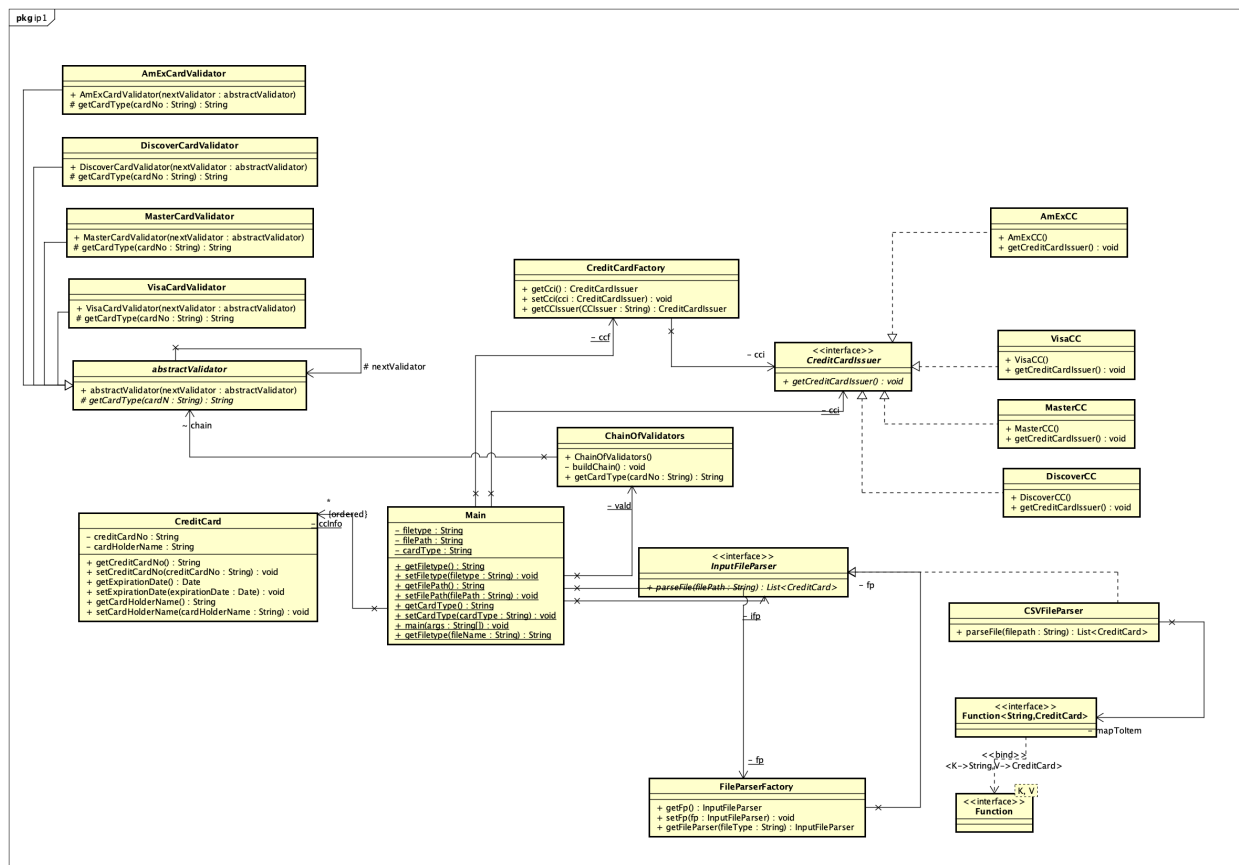 pkg ip1
AmExCardValidator
+ AmExCardValidator(nextValidator : abstractValidator)
# getCardType(cardNo : String) : String
DiscoverCardValidator
+ DiscoverCardValidator(nextValidator : abstractValidator)
# getCardType(cardNo : String) : String
MasterCardValidator
+ MasterCardValidator(nextValidator : abstractValidator)
# getCardType(cardNo : String) : String
VisaCardValidator
+ VisaCardValidator(nextValidator : abstractValidator)
# getCardType(cardNo : String) : String
abstractValidator
+ abstractValidator(nextValidator : abstractValidator)
# getCardType(cardN : String) : String
# nextValidator
~ chain
CreditCardFactory
+ getCci() : CreditCardIssuer
+ setCci(cci : CreditCardIssuer) : void
+ getCCIssuer(CCIssuer : String) : CreditCardIssuer
- ccf
- cci
<<interface>>
CreditCardIssuer
+ getCreditCardIssuer() : void
- cci
AmExCC
+ AmExCC()
+ getCreditCardIssuer() : void
VisaCC
+ VisaCC()
+ getCreditCardIssuer() : void
MasterCC
+ MasterCC()
+ getCreditCardIssuer() : void
DiscoverCC
+ DiscoverCC()
+ getCreditCardIssuer() : void
ChainOfValidators
+ ChainOfValidators()
- buildChain() : void
+ getCardType(cardNo : String) : String
- vald
*
{ordered}
- ccInfo
CreditCard
- creditCardNo : String
- cardHolderName : String
+ getCreditCardNo() : String
+ setCreditCardNo(creditCardNo : String) : void
+ getExpirationDate() : Date
+ setExpirationDate(expirationDate : Date) : void
+ getCardHolderName() : String
+ setCardHolderName(cardHolderName : String) : void
Main
- filetype : String
- filePath : String
- cardType : String
+ getFiletype() : String
+ setFiletype(filetype : String) : void
+ getFilePath() : String
+ setFilePath(filePath : String) : void
+ getCardType() : String
+ setCardType(cardType : String) : void
+ main(args : String[]) : void
+ getFiletype(fileName : String) : String
<<interface>>
InputFileParser
+ parseFile(filePath : String) : List<CreditCard>
- fp
- ifp
CSVFileParser
+ parseFile(filepath : String) : List<CreditCard>
<<interface>>
Function<String,CreditCard>
- mapToItem
<<bind>>
<K->String,V->CreditCard>
K, V
<<interface>>
Function
- fp
FileParserFactory
+ getFp() : InputFileParser
+ setFp(fp : InputFileParser) : void
+ getFileParser(fileType : String) : InputFileParser